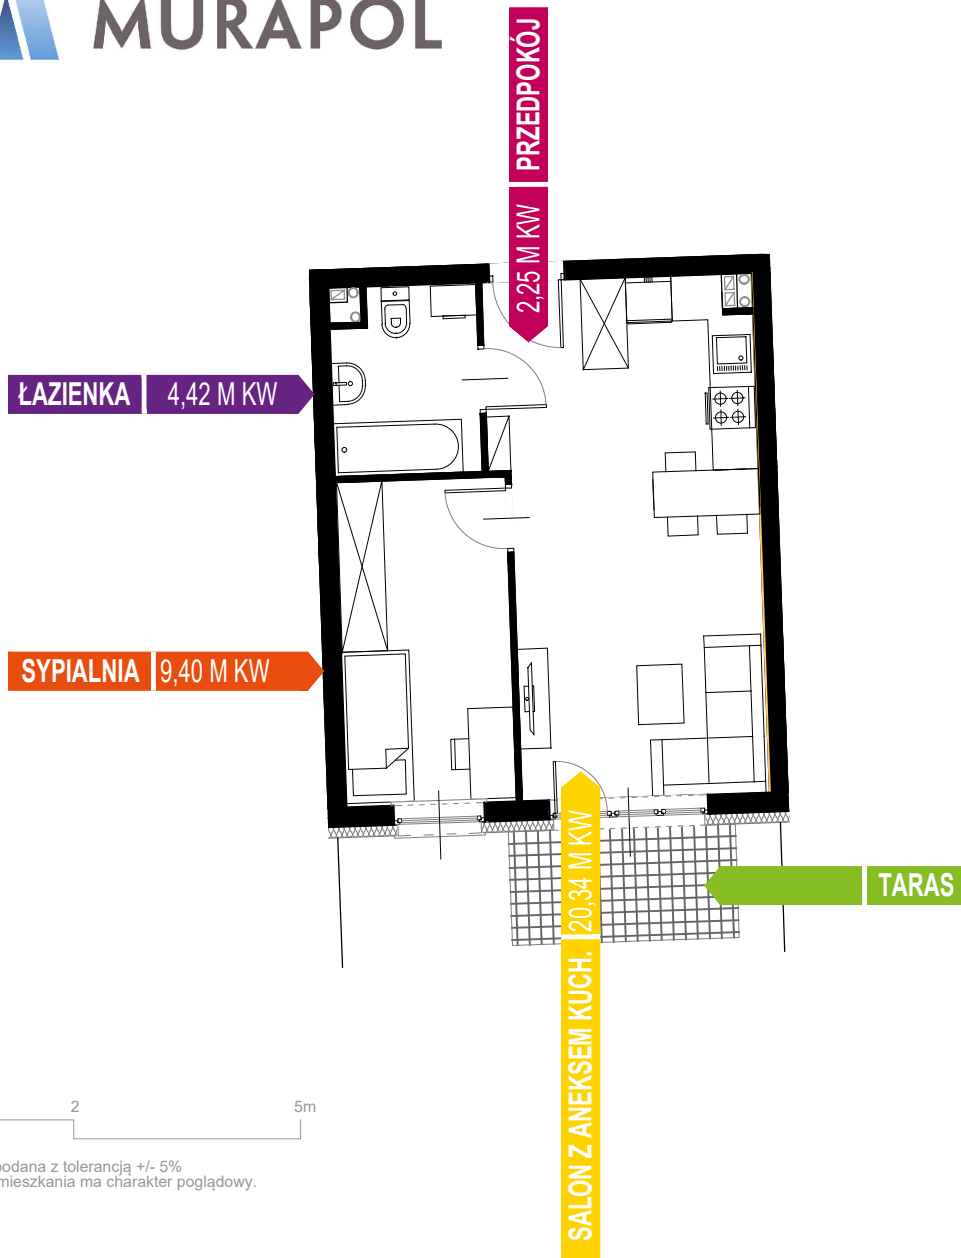 MURAPOL
PRZEDPOKÓJ
2,25 M KW
ŁAZIENKA 4,42 M KW
SYPIALNIA 9,40 M KW
TARAS
SALON Z ANEKSEM KUCH. 20,34 M KW
2 5m
podana z tolerancją +/- 5%
mieszkania ma charakter poglądowy.